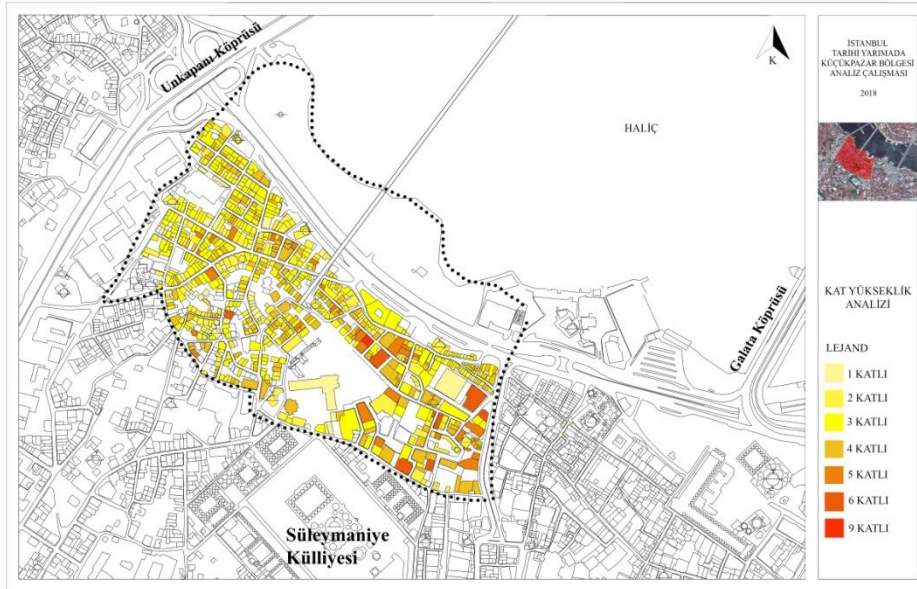 Unkapanı Köprüsü
HALİÇ
K
Galata Köprüsü
Süleymaniye
Külliyesi
İSTANBUL
TARİHİ YARIMADA
KÜÇÜKPAZAR BÖLGESİ
ANALİZ ÇALIŞMASI
2018
KAT YÜKSEKLİK
ANALİZİ
LEJAND
1 KATLI
2 KATLI
3 KATLI
4 KATLI
5 KATLI
6 KATLI
9 KATLI